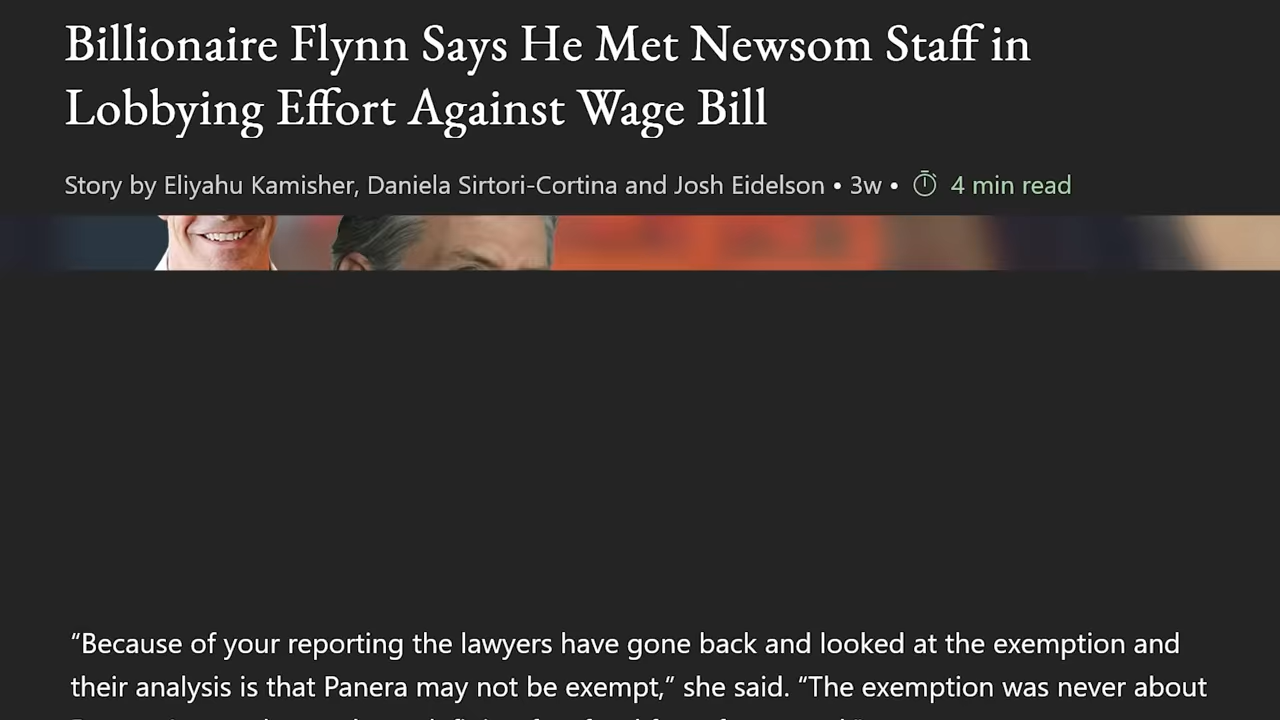 Billionaire Flynn Says He Met Newsom Staff in
Lobbying Effort Against Wage Bill
Story by Eliyahu Kamisher, Daniela Sirtori-Cortina and Josh Eidelson • 3w • 4 min read
“Because of your reporting the lawyers have gone back and looked at the exemption and
their analysis is that Panera may not be exempt,” she said. “The exemption was never about